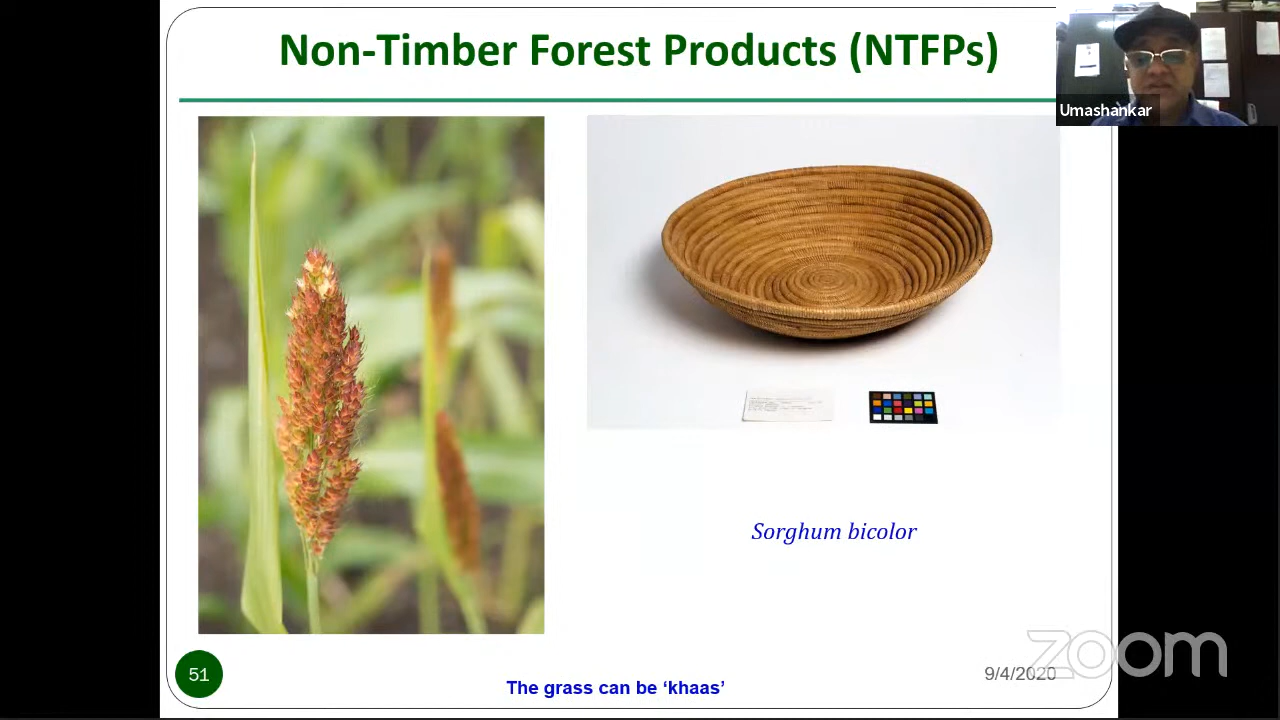 Non-Timber Forest Products (NTFPs)
Umashankar
Sorghum bicolor
51
The grass can be ‘khaas’
9/4/2020
zoom